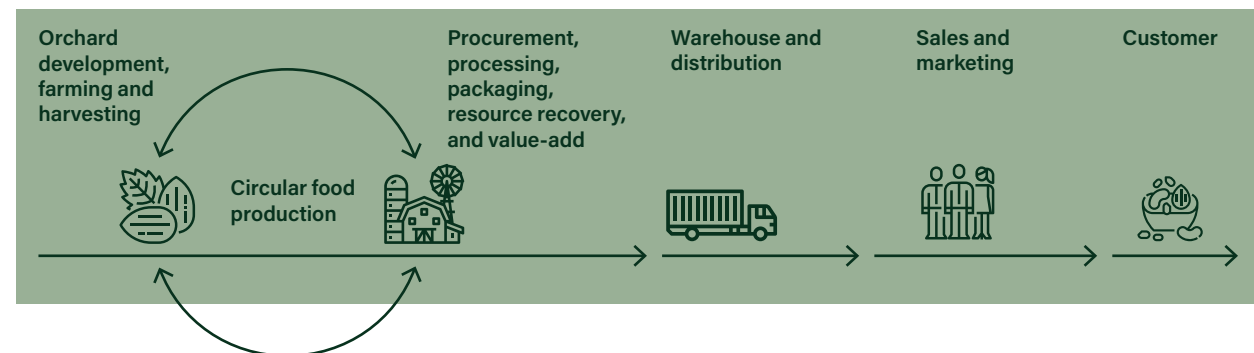 Orchard
development,
farming and
harvesting
Circular food
production
Procurement,
processing,
packaging,
resource recovery,
and value-add
Warehouse and
distribution
Sales and
marketing
Customer